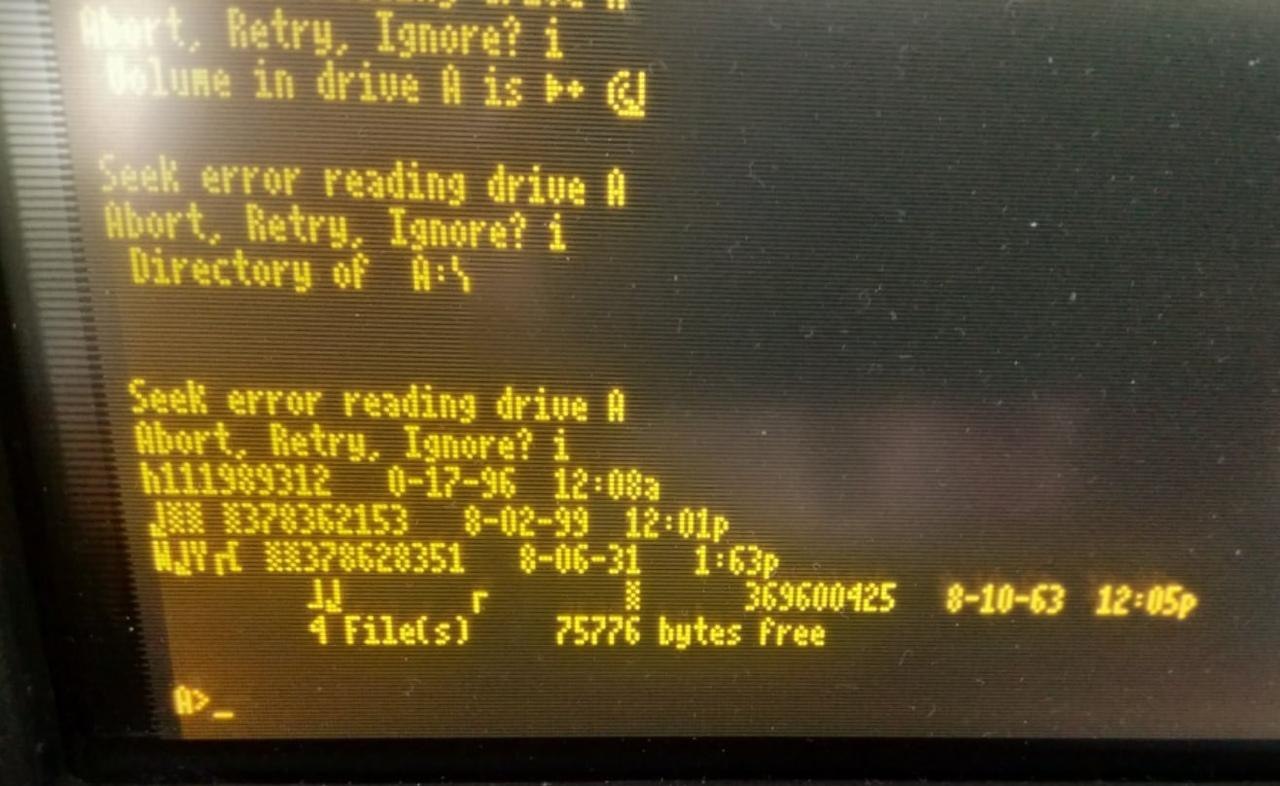 Abort, Retry, Ignore? i
Volume in drive A is
Seek error reading drive A
Abort, Retry, Ignore? i
Directory of A:\
Seek error reading drive A
Abort, Retry, Ignore? i
h111989312 0-17-96 12:08a
378362153 8-02-99 12:01p
378628351 8-06-31 1:63p
369600425 8-10-63 12:05p
4 File(s) 75776 bytes free
A>_